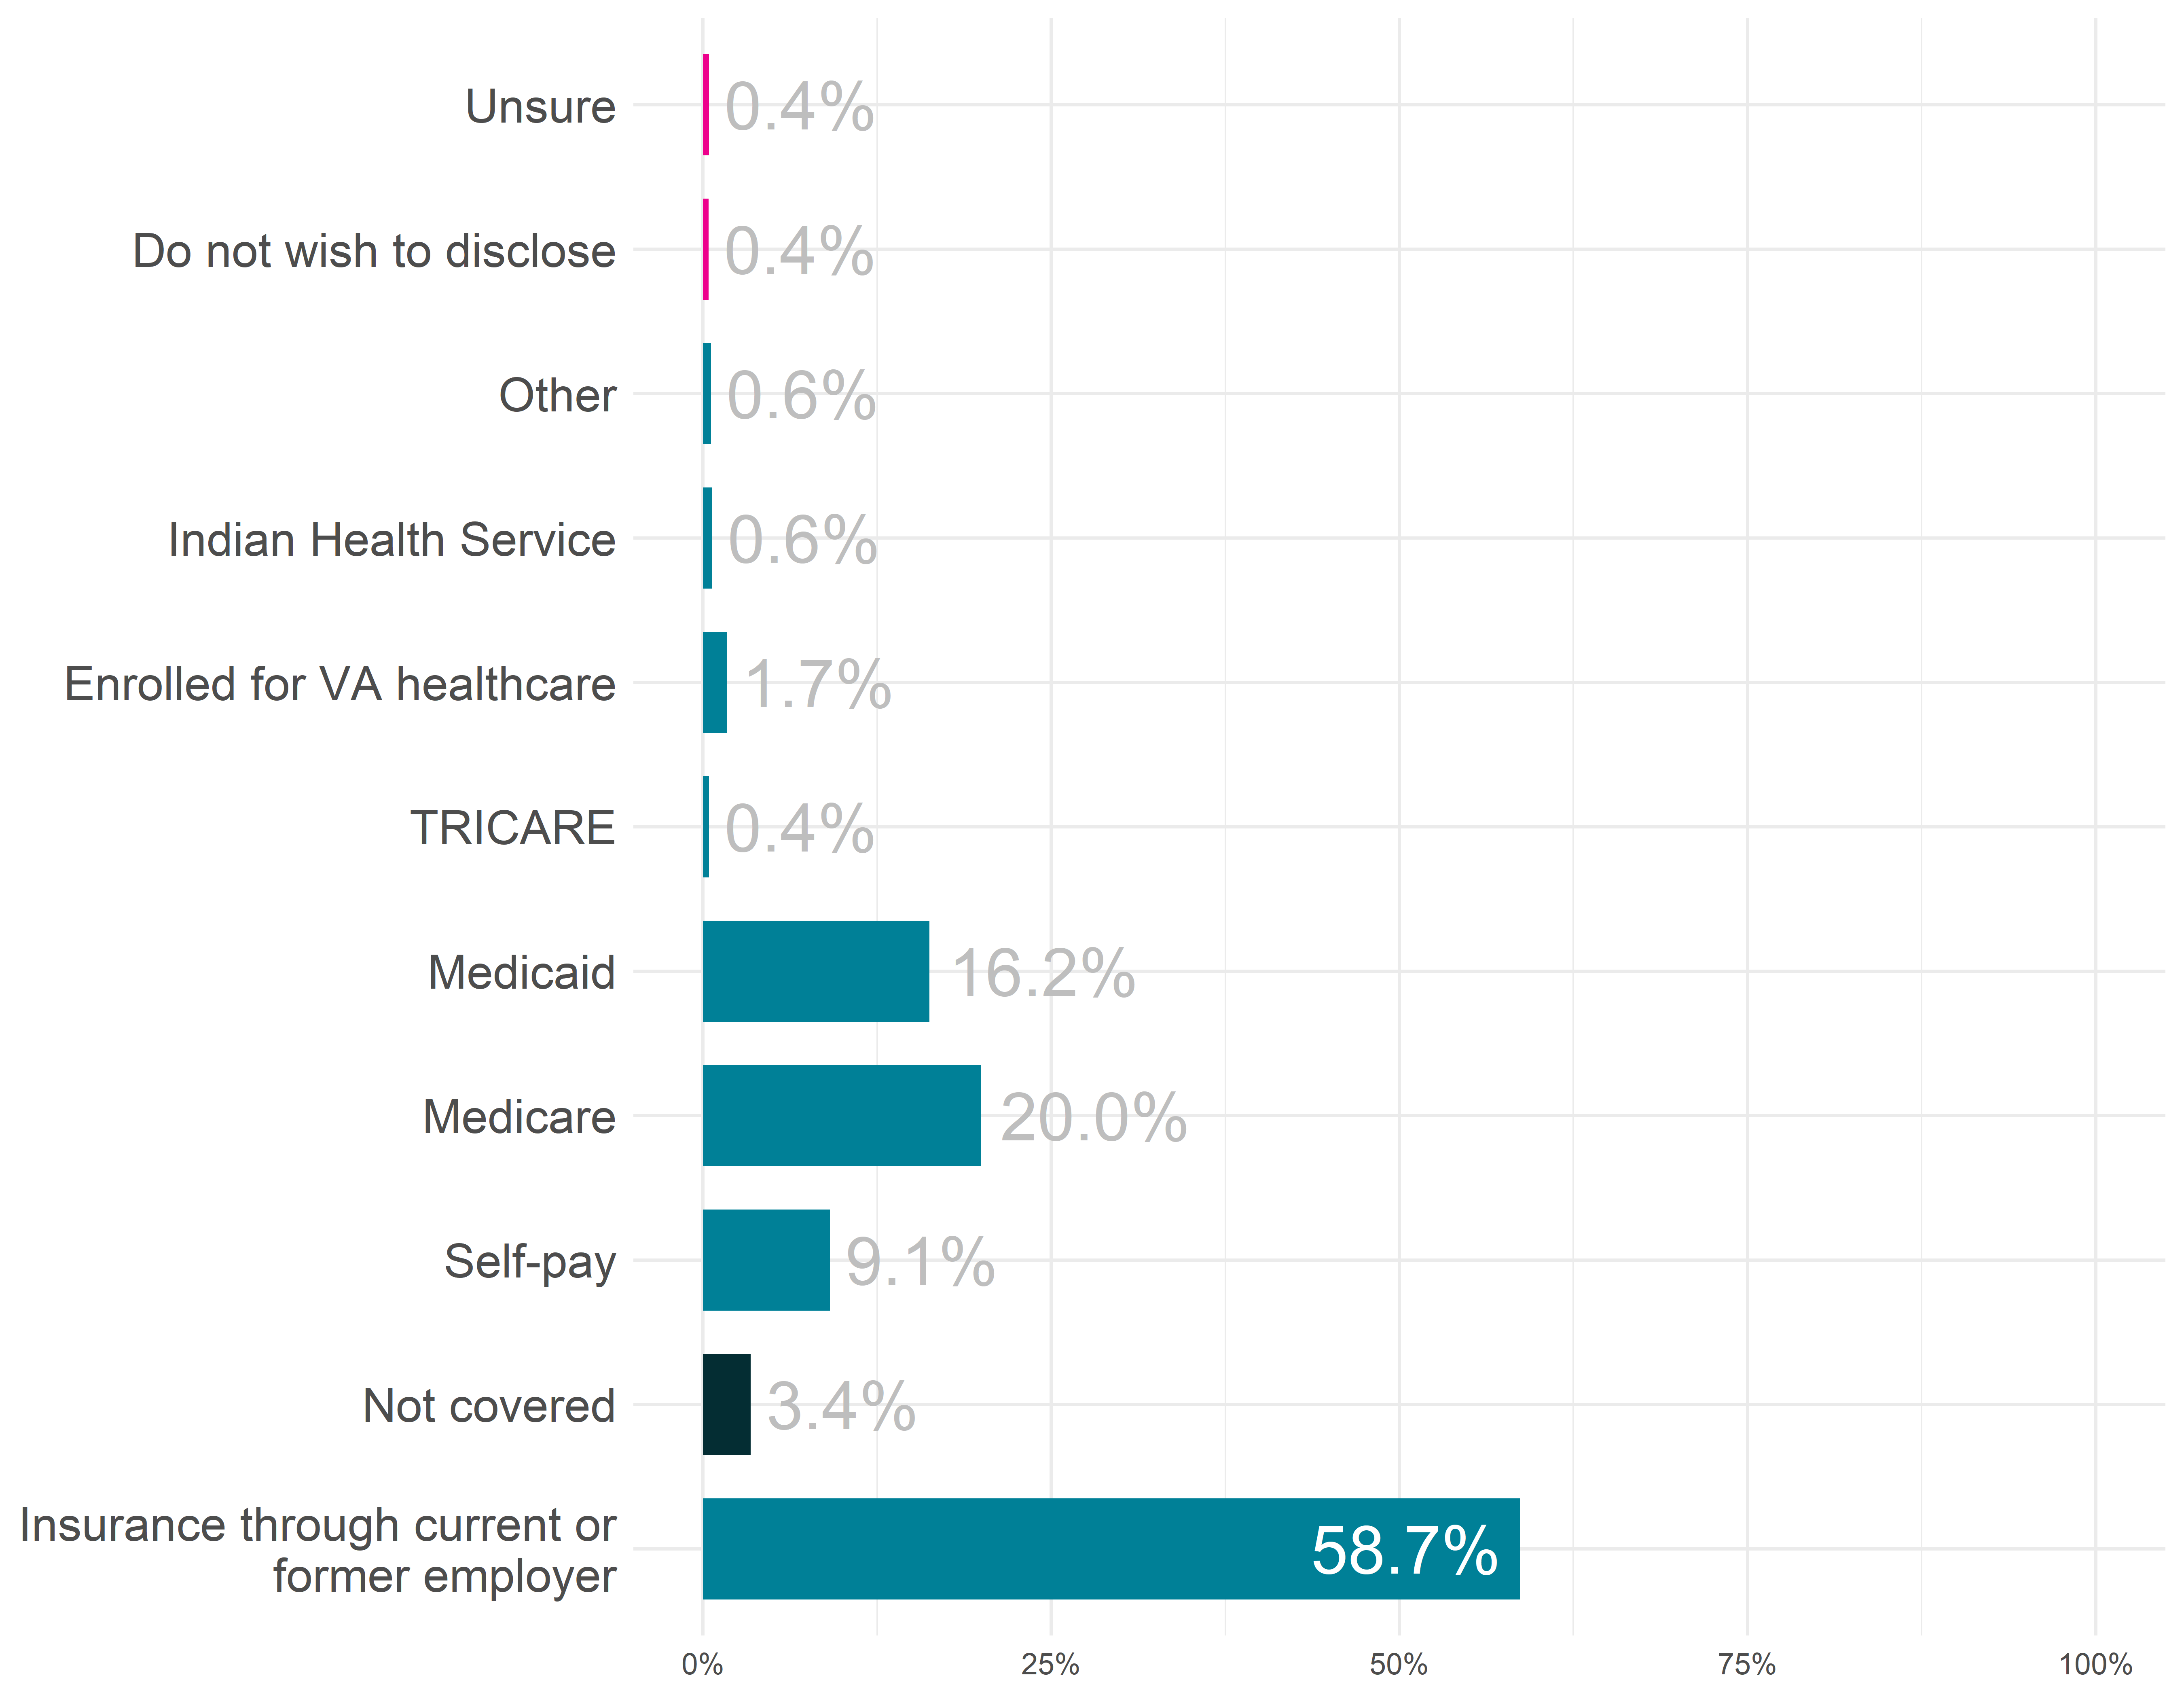 Unsure 0.4%
Do not wish to disclose 0.4%
Other 0.6%
Indian Health Service 0.6%
Enrolled for VA healthcare 1.7%
TRICARE 0.4%
Medicaid 16.2%
Medicare 20.0%
Self-pay 9.1%
Not covered 3.4%
Insurance through current or
former employer 58.7%
0% 25% 50% 75% 100%